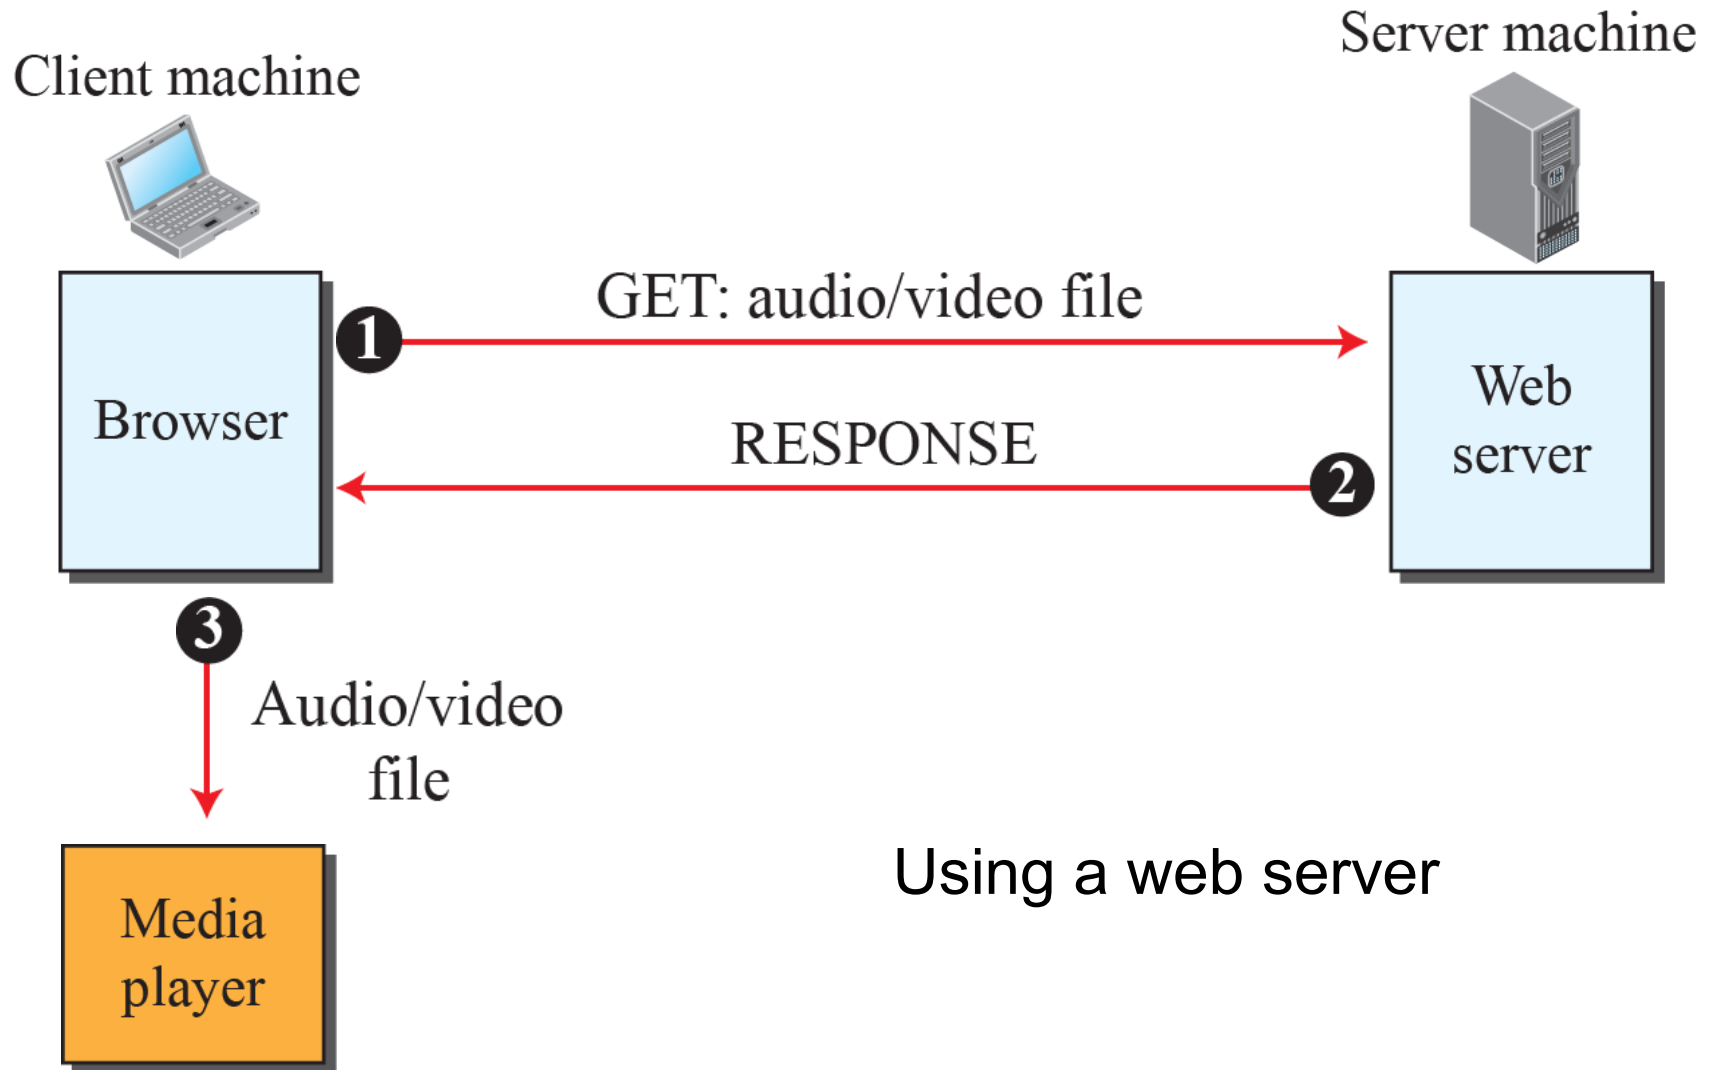 Client machine
Server machine
1
GET: audio/video file
Browser
Web
server
RESPONSE
2
3
Audio/video
file
Media
player
Using a web server